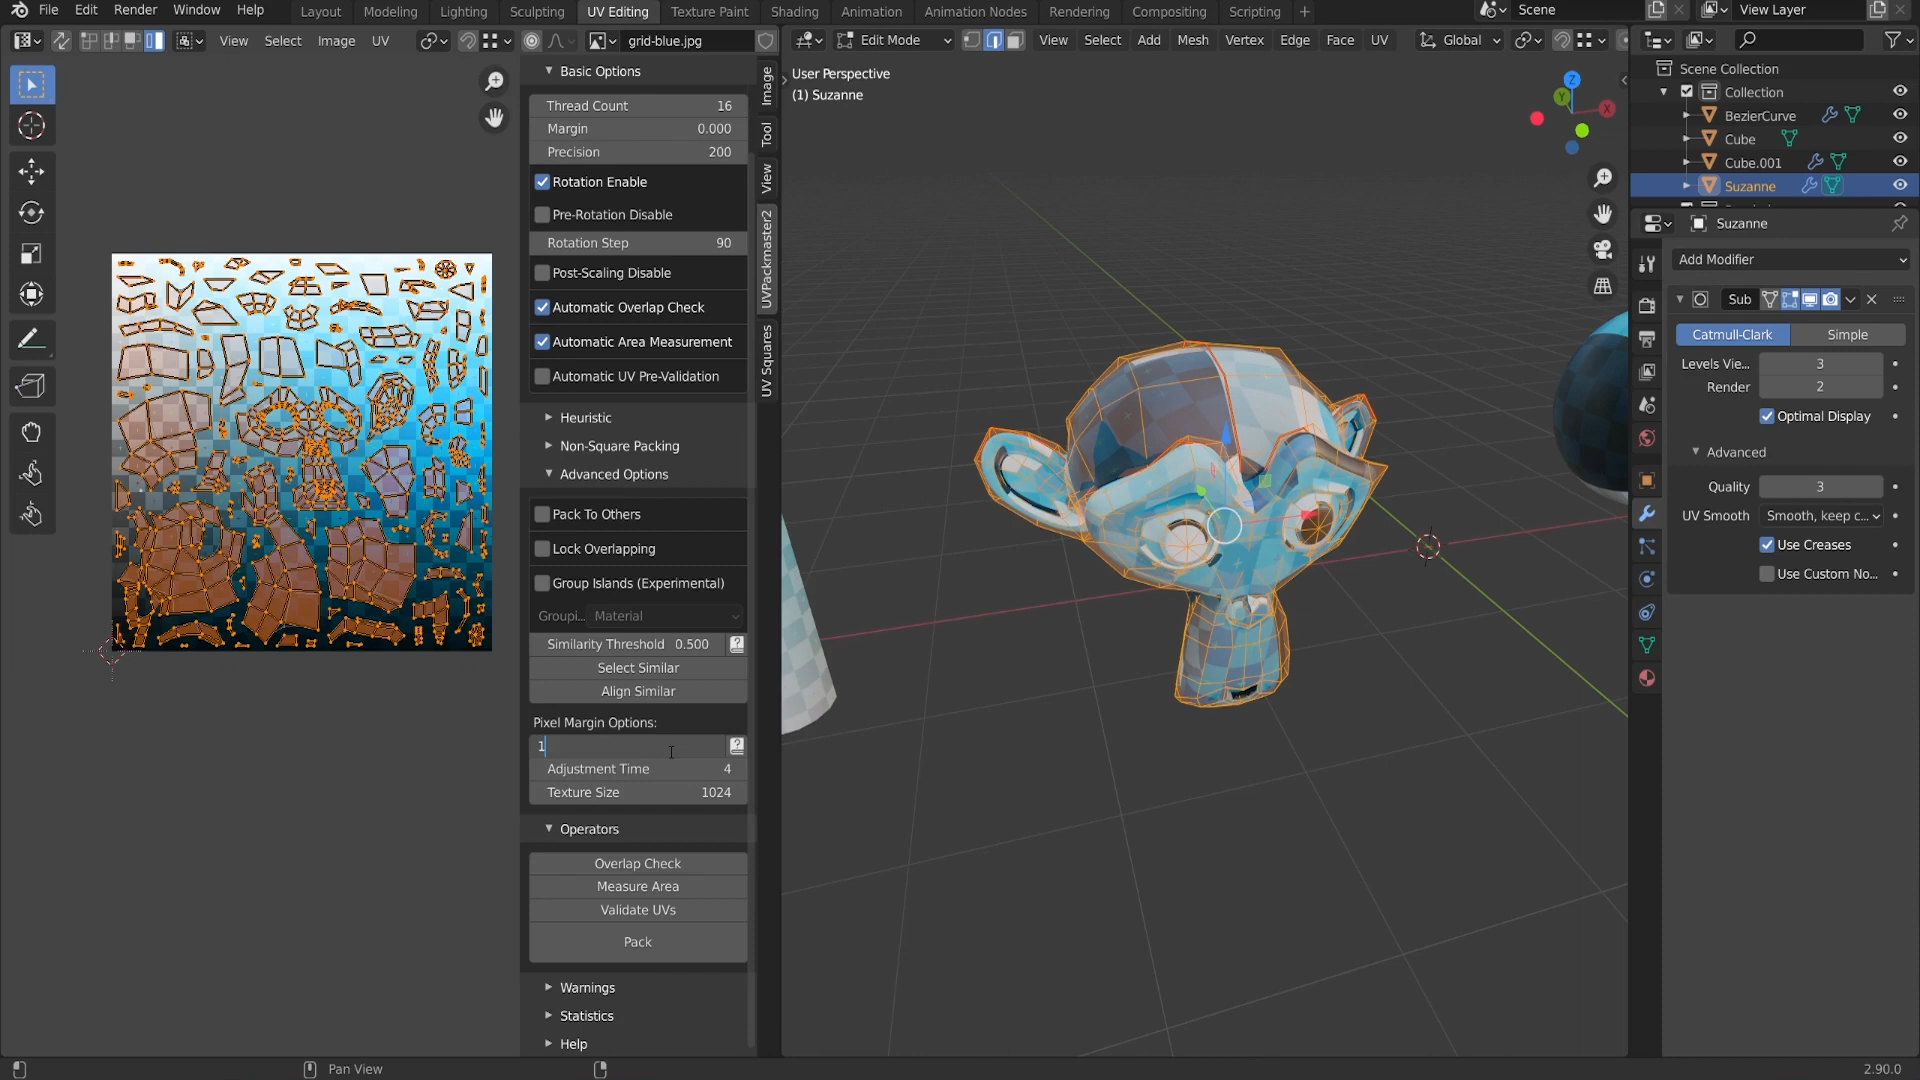 File Edit Render Window Help Layout Modeling Lighting Sculpting UV Editing Texture Paint Shading Animation Animation Nodes Rendering Compositing Scripting + Scene View Layer
View Select Image UV grid-blue.jpg
Edit Mode View Select Add Mesh Vertex Edge Face UV Global
Basic Options
Thread Count 16
Margin 0.000
Precision 200
Rotation Enable
Pre-Rotation Disable
Rotation Step 90
Post-Scaling Disable
Automatic Overlap Check
Automatic Area Measurement
Automatic UV Pre-Validation
Heuristic
Non-Square Packing
Advanced Options
Pack To Others
Lock Overlapping
Group Islands (Experimental)
Groupi... Material
Similarity Threshold 0.500
Select Similar
Align Similar
Pixel Margin Options:
1
Adjustment Time 4
Texture Size 1024
Operators
Overlap Check
Measure Area
Validate UVs
Pack
Warnings
Statistics
Help
Image
Tool
View
UVPackmaster2
UV Squares
User Perspective
(1) Suzanne
Z
Y
X
Scene Collection
Collection
BezierCurve
Cube
Cube.001
Suzanne
Suzanne
Add Modifier
Sub
Catmull-Clark Simple
Levels Vie... 3
Render 2
Optimal Display
Advanced
Quality 3
UV Smooth Smooth, keep c...
Use Creases
Use Custom No...
Pan View
2.90.0